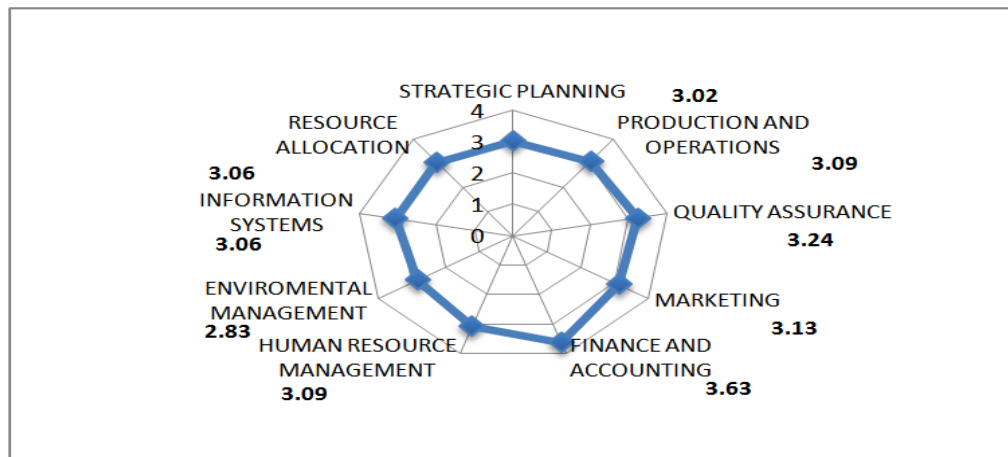 STRATEGIC PLANNING
3.02
PRODUCTION AND
OPERATIONS
3.09
QUALITY ASSURANCE
3.24
MARKETING
3.13
FINANCE AND
ACCOUNTING
3.63
HUMAN RESOURCE
MANAGEMENT
3.09
ENVIROMENTAL
MANAGEMENT
2.83
INFORMATION
SYSTEMS
3.06
RESOURCE
ALLOCATION
3.06
4
3
2
1
0